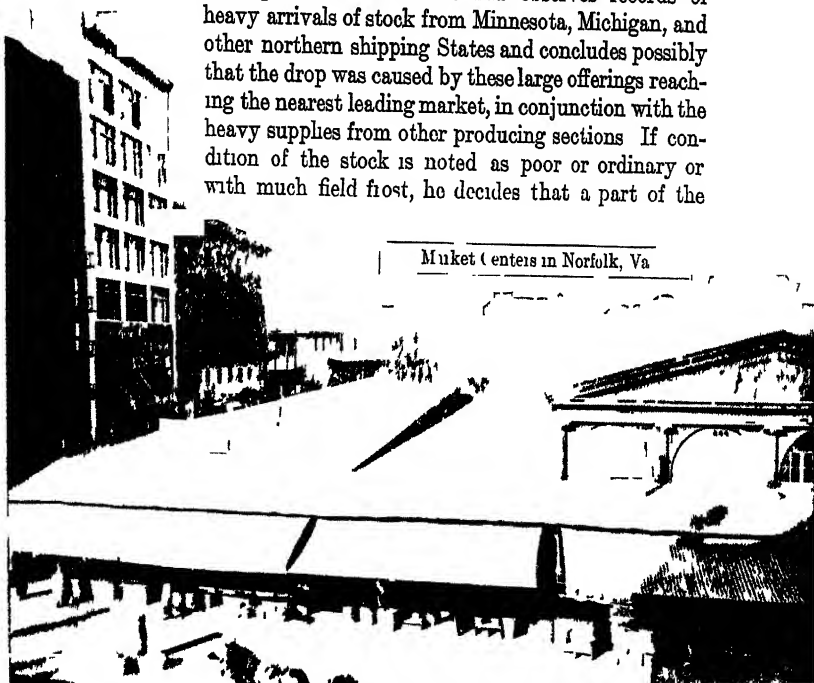 observes records of
heavy arrivals of stock from Minnesota, Michigan, and
other northern shipping States and concludes possibly
that the drop was caused by these large offerings reach-
ing the nearest leading market, in conjunction with the
heavy supplies from other producing sections If con-
dition of the stock is noted as poor or ordinary or
with much field frost, he decides that a part of the
Market Centers in Norfolk, Va